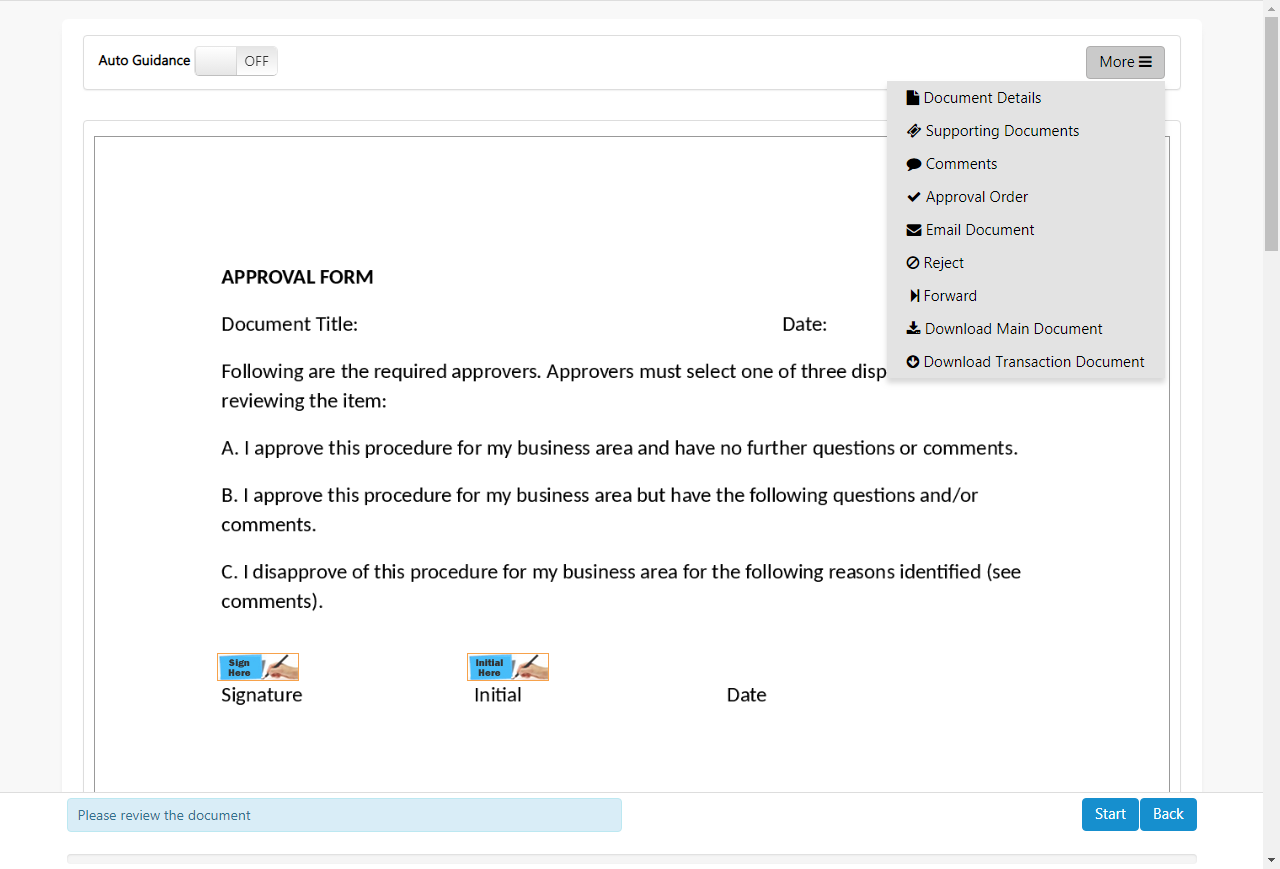 Auto Guidance OFF More
Document Details
Supporting Documents
Comments
Approval Order
Email Document
Reject
Forward
Download Main Document
Download Transaction Document
APPROVAL FORM
Document Title: Date:
Following are the required approvers. Approvers must select one of three disp
reviewing the item:
A. I approve this procedure for my business area and have no further questions or comments.
B. I approve this procedure for my business area but have the following questions and/or
comments.
C. I disapprove of this procedure for my business area for the following reasons identified (see
comments).
Sign
Here
Initial
Here
Signature Initial Date
Please review the document Start Back